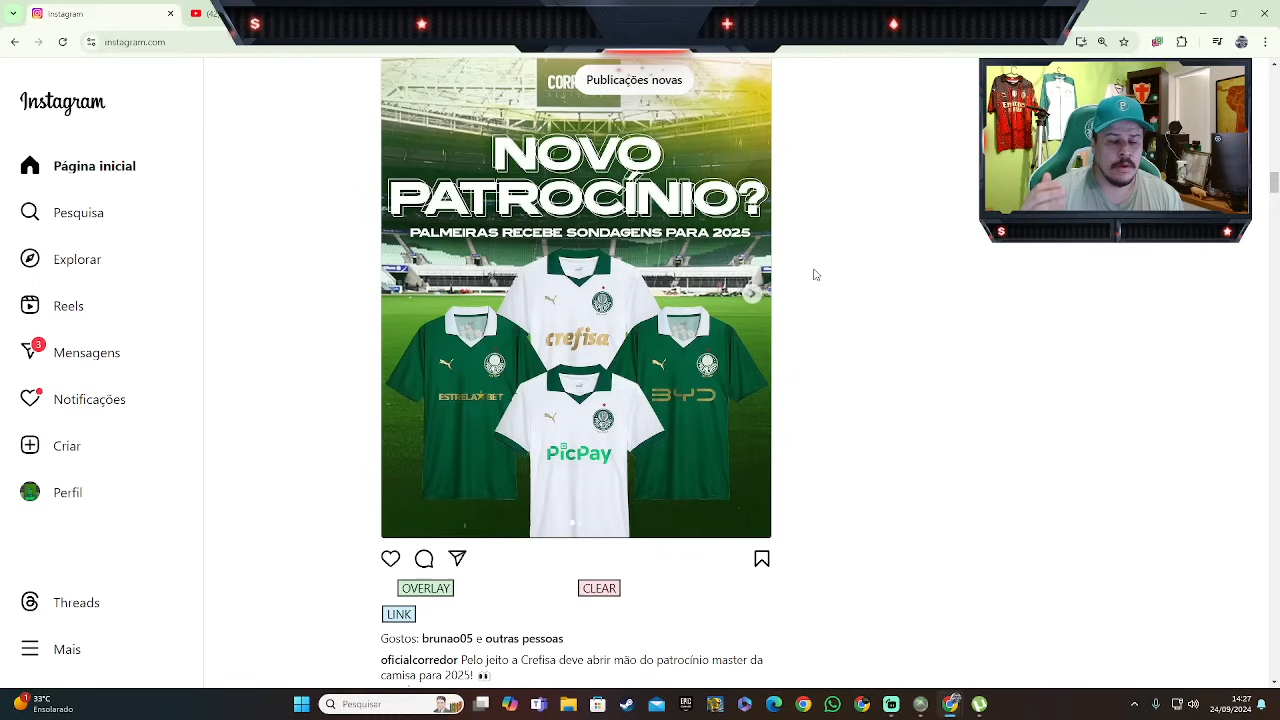 Instagram
instagram.com
Instagram
Página inicial
Pesquisa
Explorar
Reels
3
Mensagens
Notificações
Criar
Perfil
Threads
Mais
Publicações novas
NOVO
PATROCÍNIO?
PALMEIRAS RECEBE SONDAGENS PARA 2025
crefisa
ESTRELA BET
BYD
PicPay
OVERLAY
CLEAR
LINK
Gostos: brunao05 e outras pessoas
oficialcorredor Pelo jeito a Crefisa deve abrir mão do patrocínio master da
camisa para 2025! 👀
33°C
Ensolarado
Pesquisar
14:27
24/09/2024